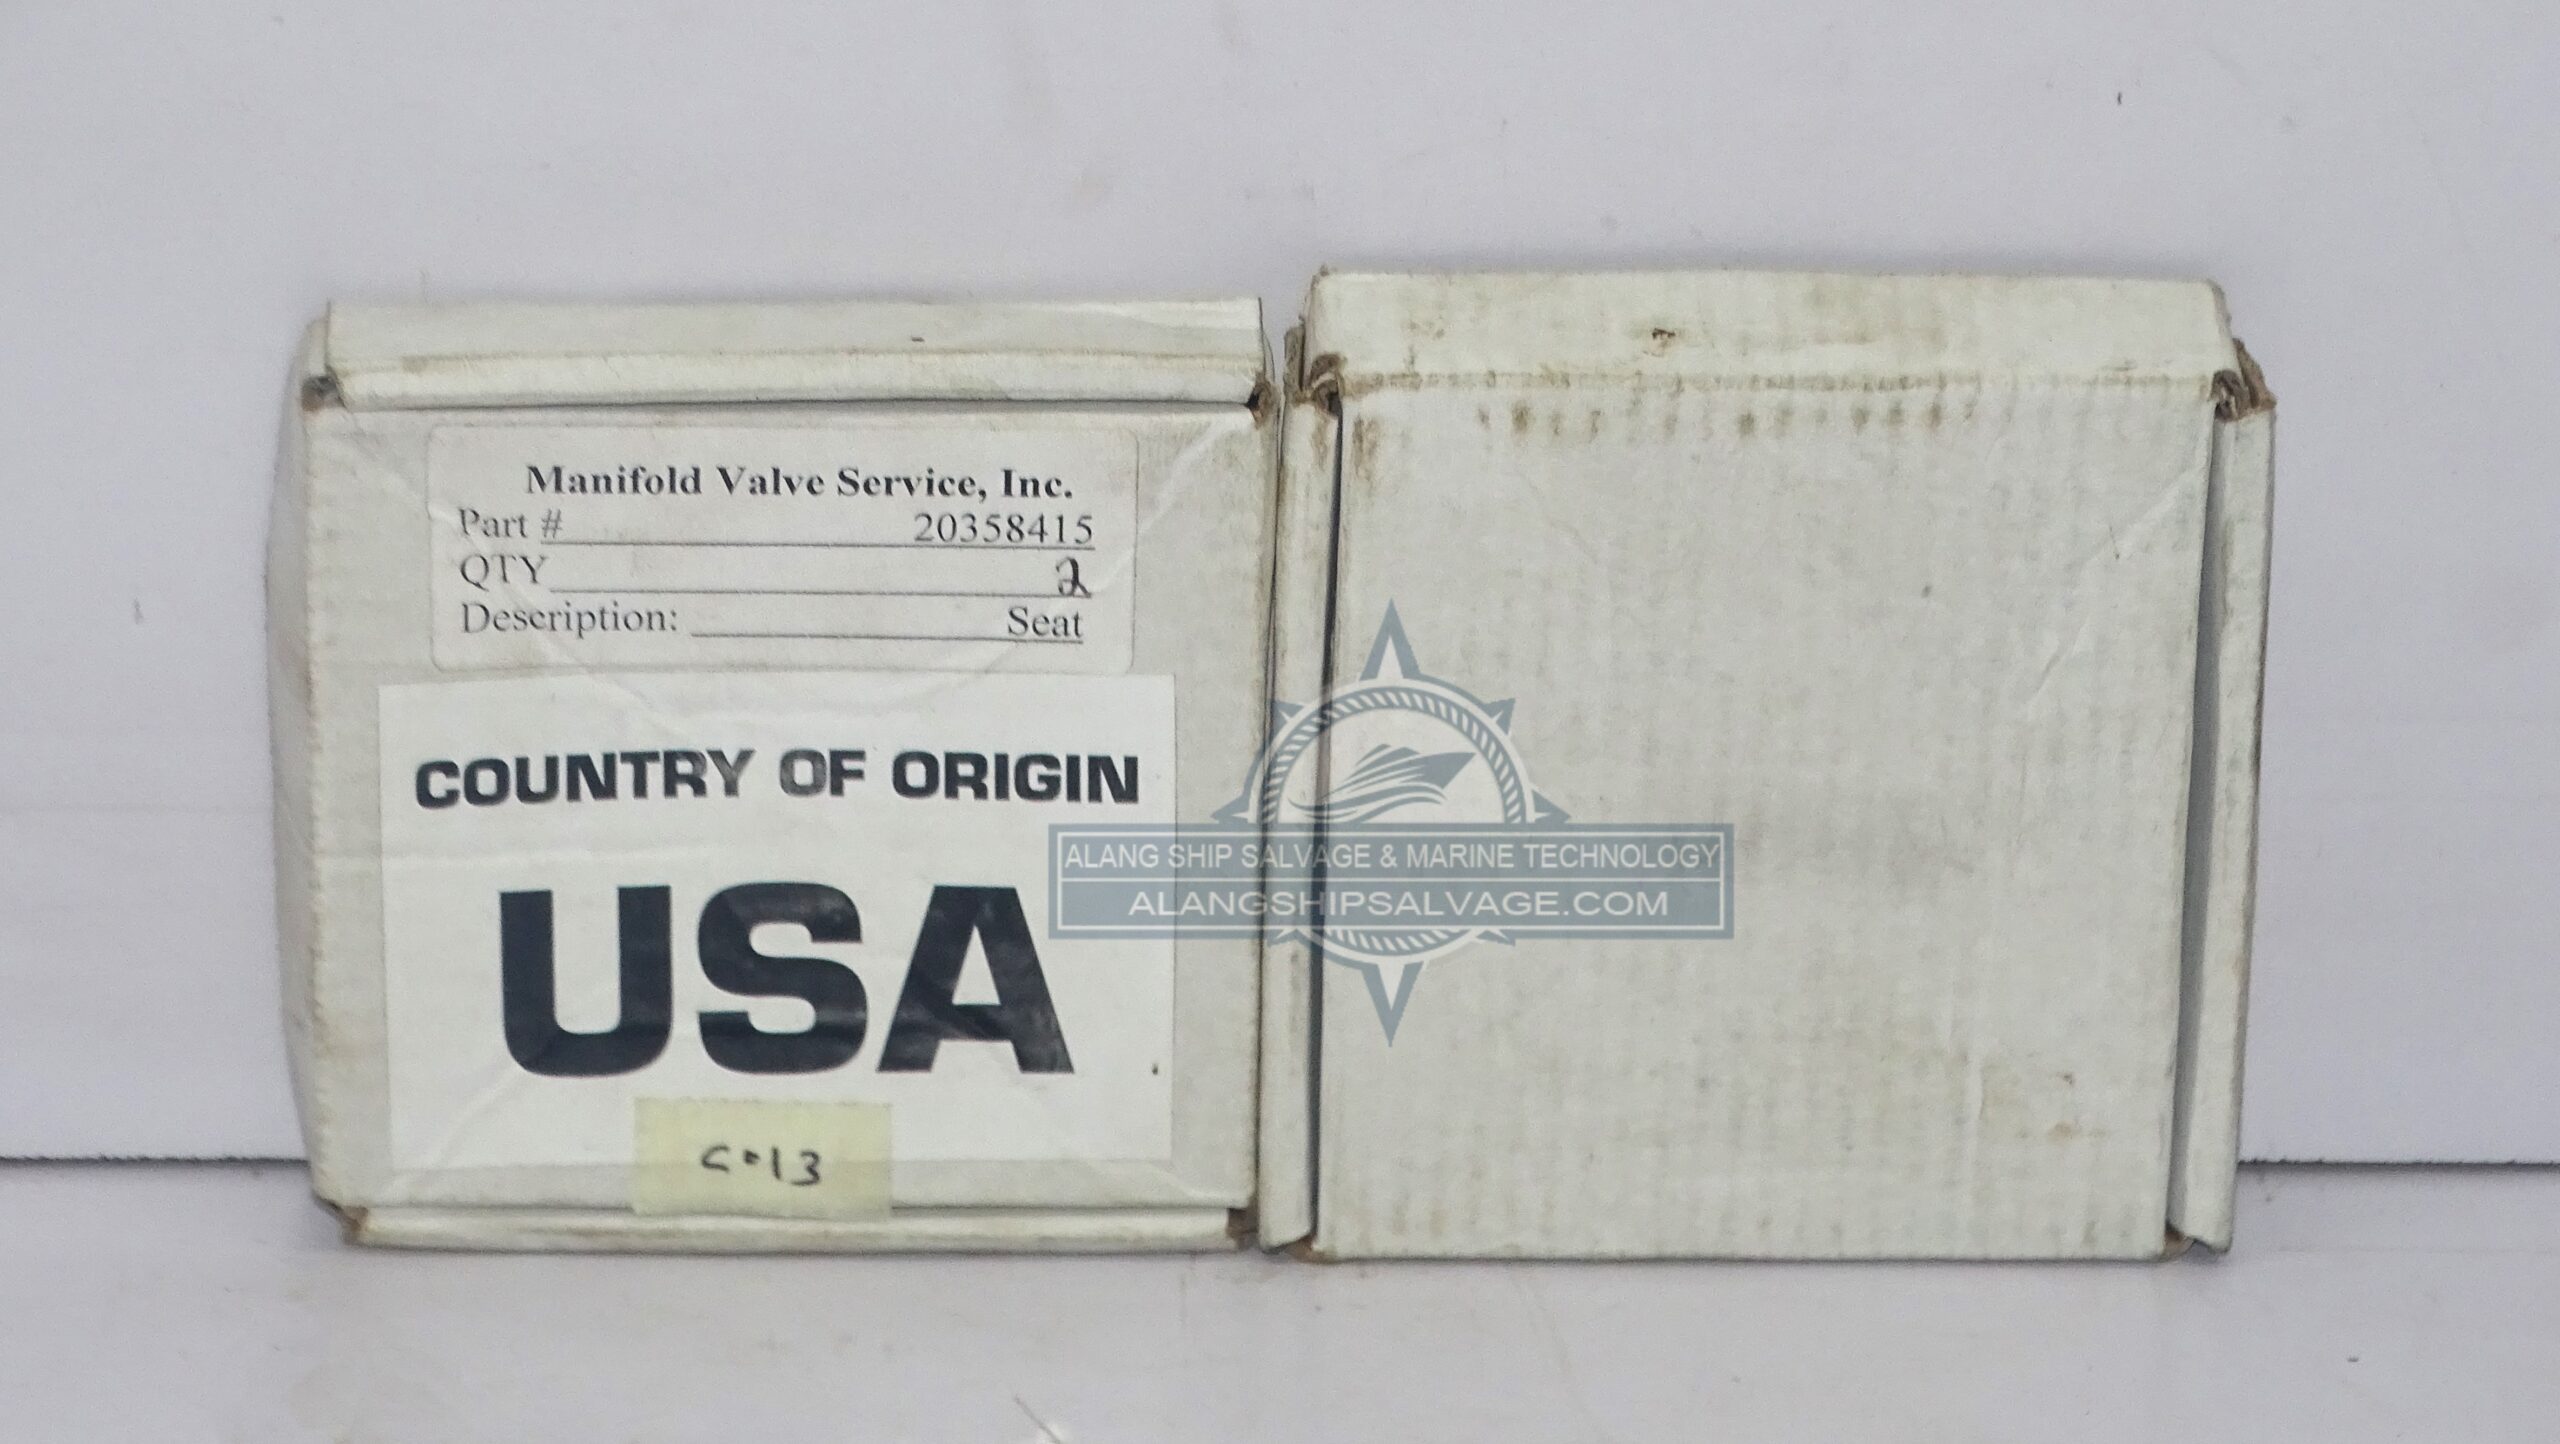 Manifold Valve Service, Inc.
Part # 20358415
QTY 2
Description: Seat
COUNTRY OF ORIGIN
USA
ALANG SHIP SALVAGE & MARINE TECHNOLOGY
ALANGSHIPSALVAGE.COM